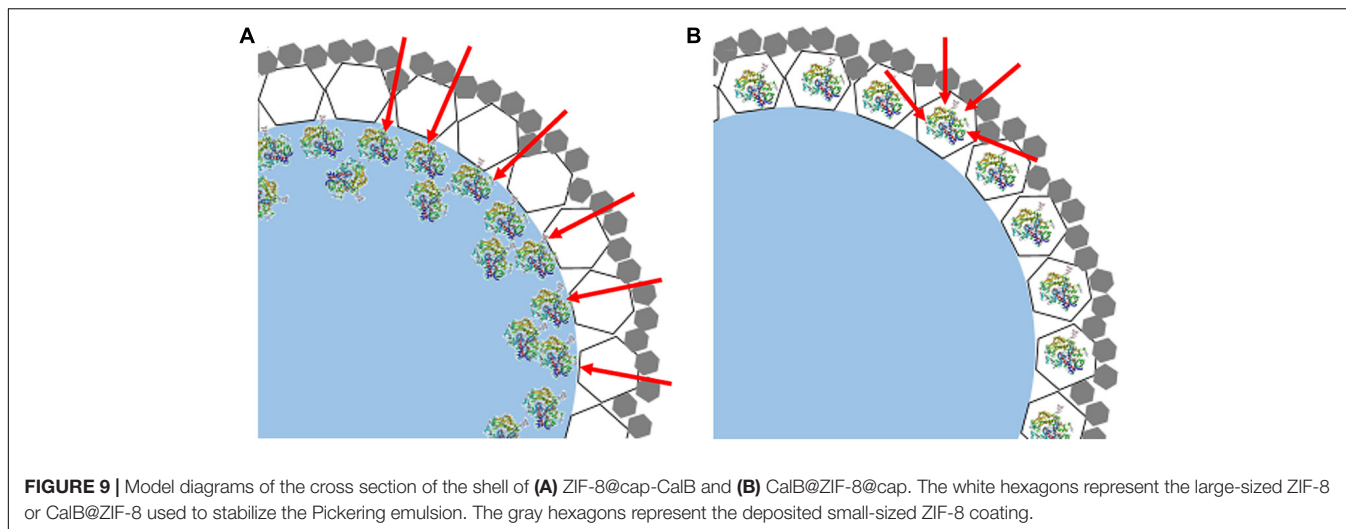 A
B
FIGURE 9 | Model diagrams of the cross section of the shell of (A) ZIF-8@cap-CalB and (B) CalB@ZIF-8@cap. The white hexagons represent the large-sized ZIF-8
or CalB@ZIF-8 used to stabilize the Pickering emulsion. The gray hexagons represent the deposited small-sized ZIF-8 coating.